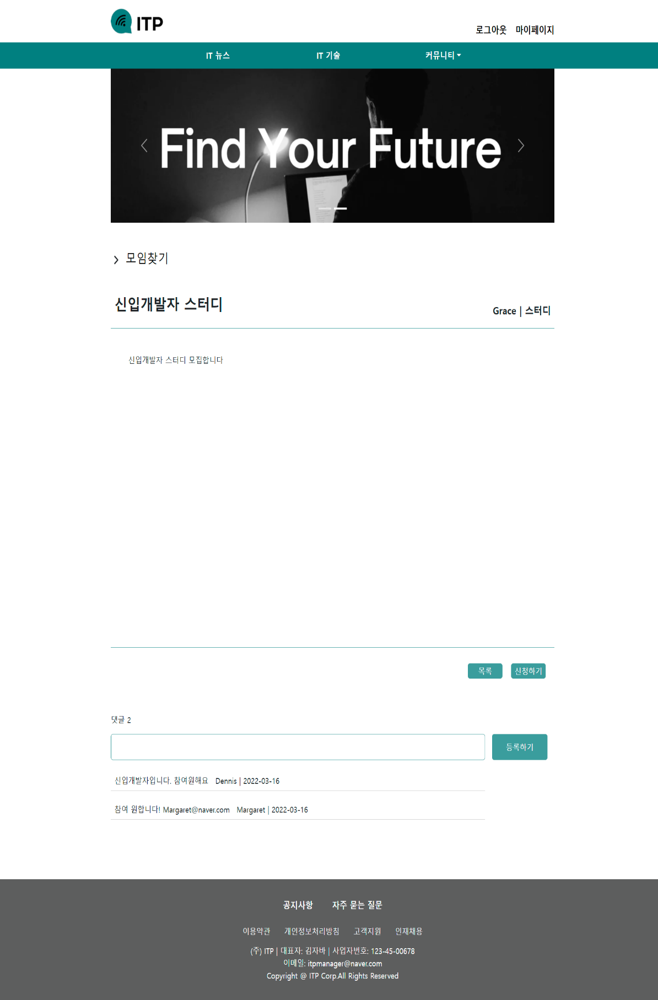 ITP
로그아웃 마이페이지
IT 뉴스 IT 기술 커뮤니티
Find Your Future
모임찾기
신입개발자 스터디
Grace | 스터디
신입개발자 스터디 모집합니다
목록 신청하기
댓글 2
등록하기
신입개발자입니다. 참여원해요 Dennis | 2022-03-16
참여 원합니다! Margaret@naver.com Margaret | 2022-03-16
공지사항 자주 묻는 질문
이용약관 개인정보처리방침 고객지원 인재채용
(주) ITP | 대표자: 김자바 | 사업자번호: 123-45-00678
이메일: itpmanager@naver.com
Copyright @ ITP Corp.All Rights Reserved